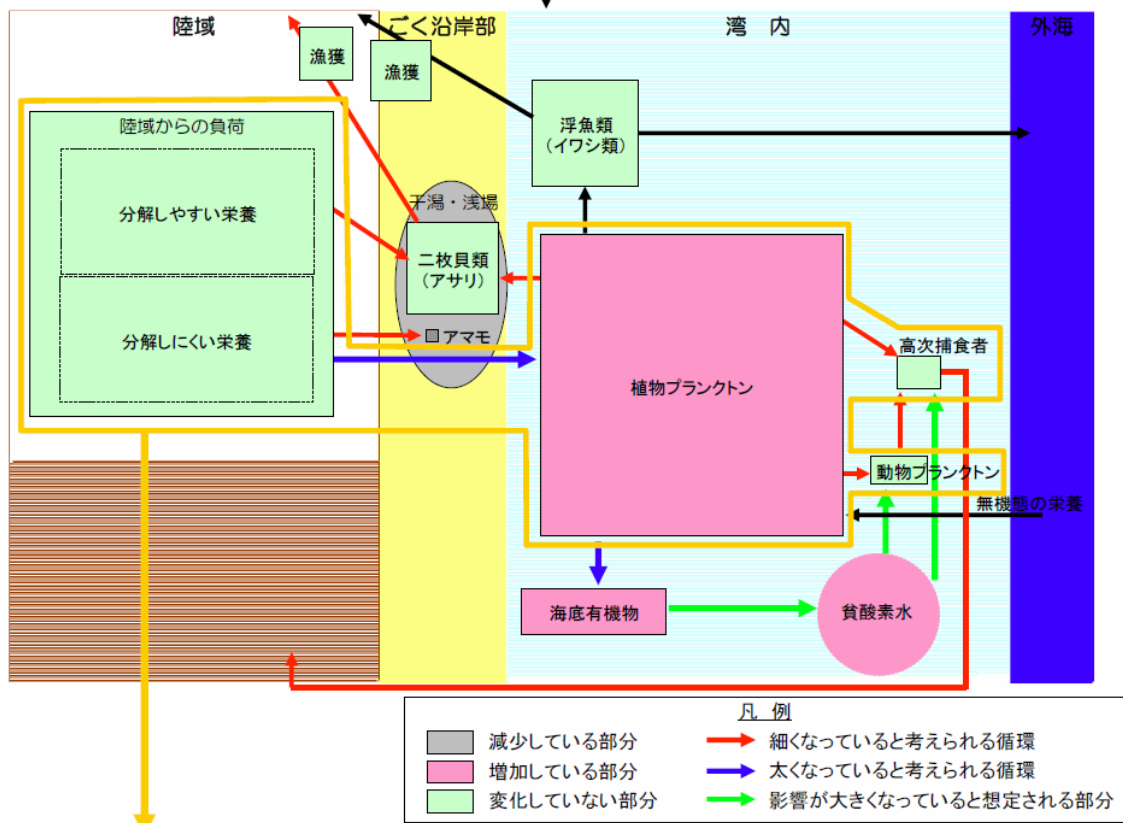 陸域
ごく沿岸部
湾 内
外海
漁獲
漁獲
浮魚類
(イワシ類)
陸域からの負荷
分解しやすい栄養
分解しにくい栄養
干潟・浅場
二枚貝類
(アサリ)
アマモ
植物プランクトン
高次捕食者
動物プランクトン
無機態の栄養
海底有機物
貧酸素水
凡 例
減少している部分
細くなっていると考えられる循環
増加している部分
太くなっていると考えられる循環
変化していない部分
影響が大きくなっていると想定される部分